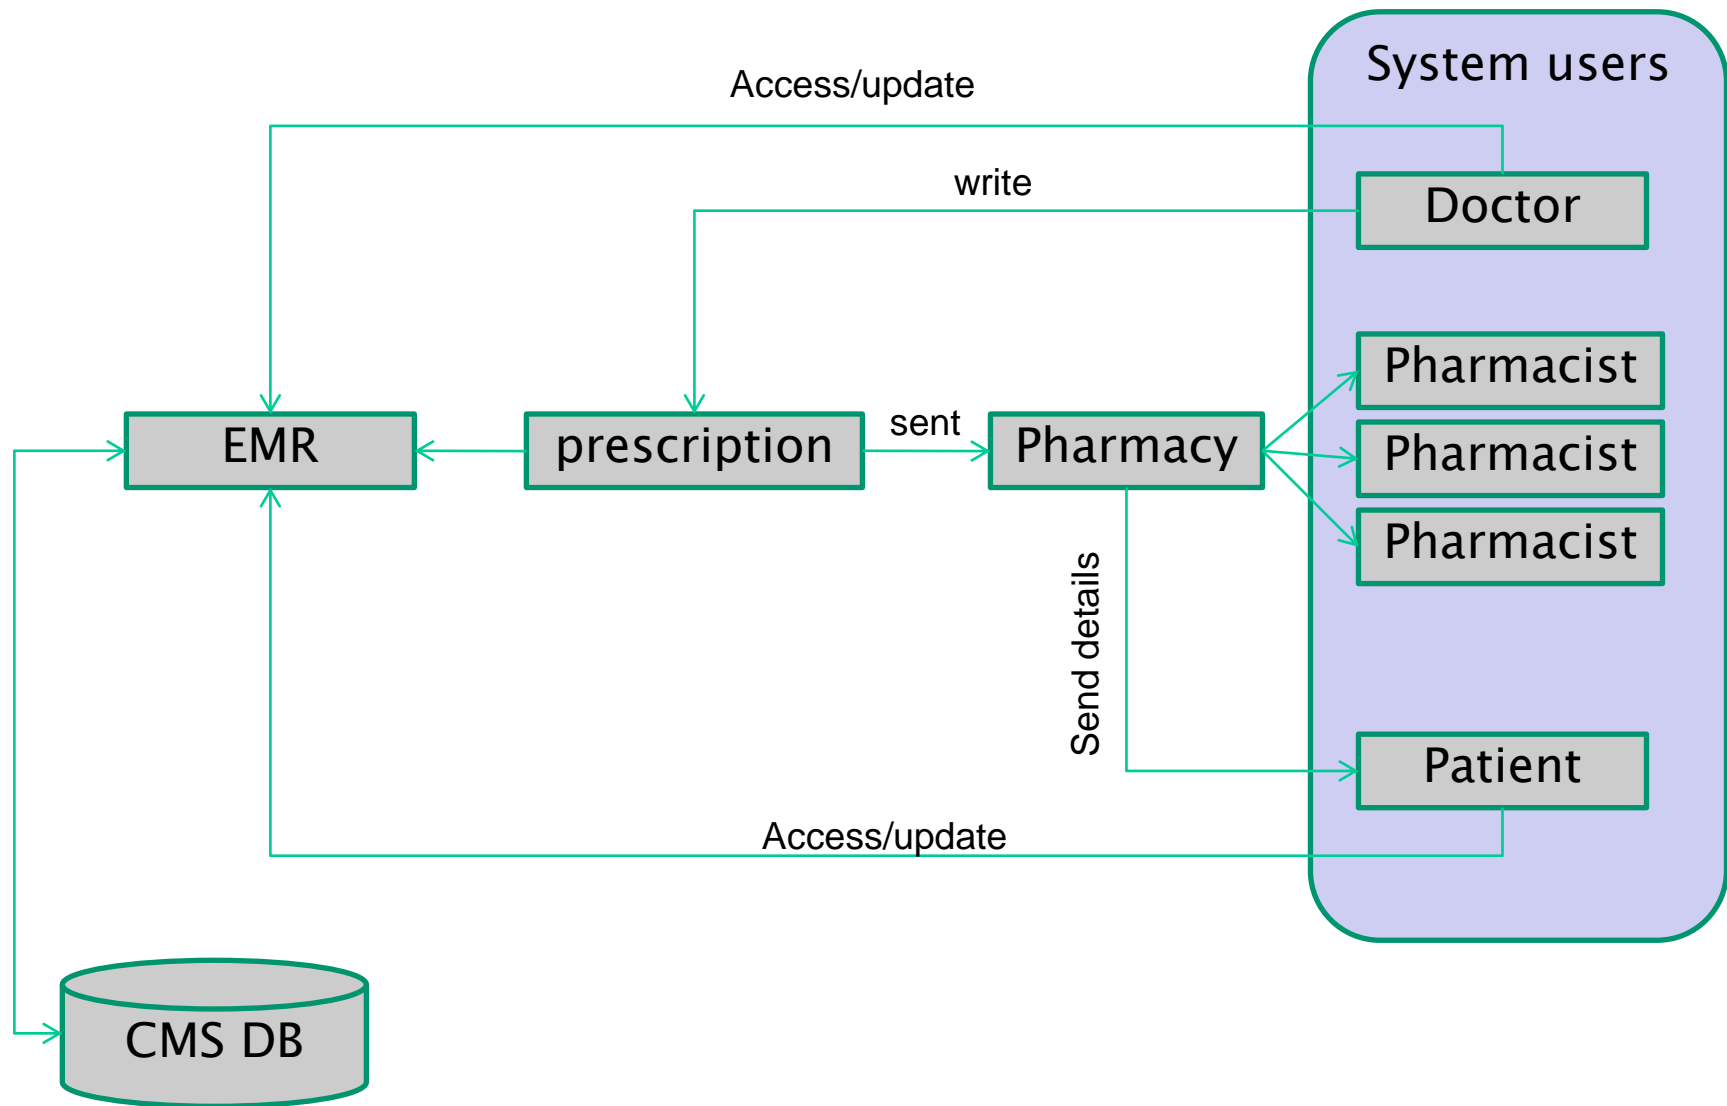 System users
Access/update
write
Doctor
Pharmacist
EMR
prescription
sent
Pharmacy
Pharmacist
Pharmacist
Send details
Patient
Access/update
CMS DB